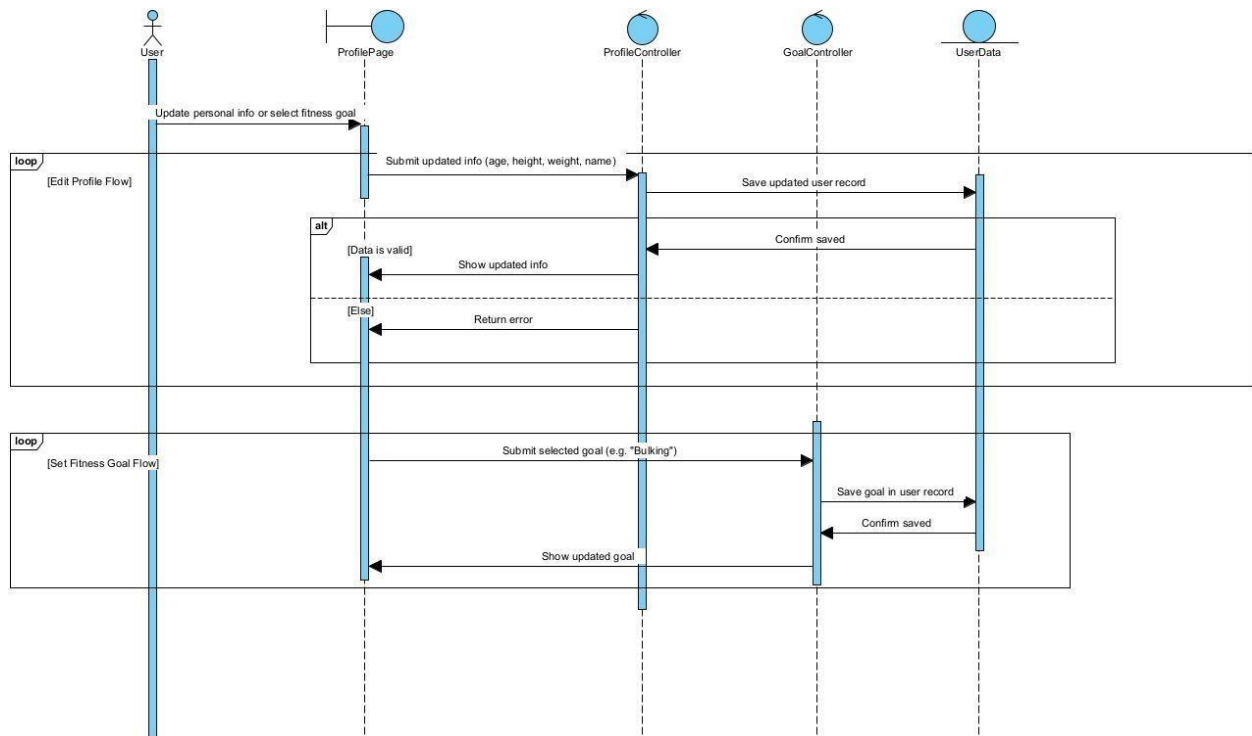 User
ProfilePage
ProfileController
GoalController
UserData
Update personal info or select fitness goal
loop
[Edit Profile Flow]
Submit updated info (age, height, weight, name)
Save updated user record
alt
Confirm saved
[Data is valid]
Show updated info
[Else]
Return error
loop
[Set Fitness Goal Flow]
Submit selected goal (e.g. "Bulking")
Save goal in user record
Confirm saved
Show updated goal